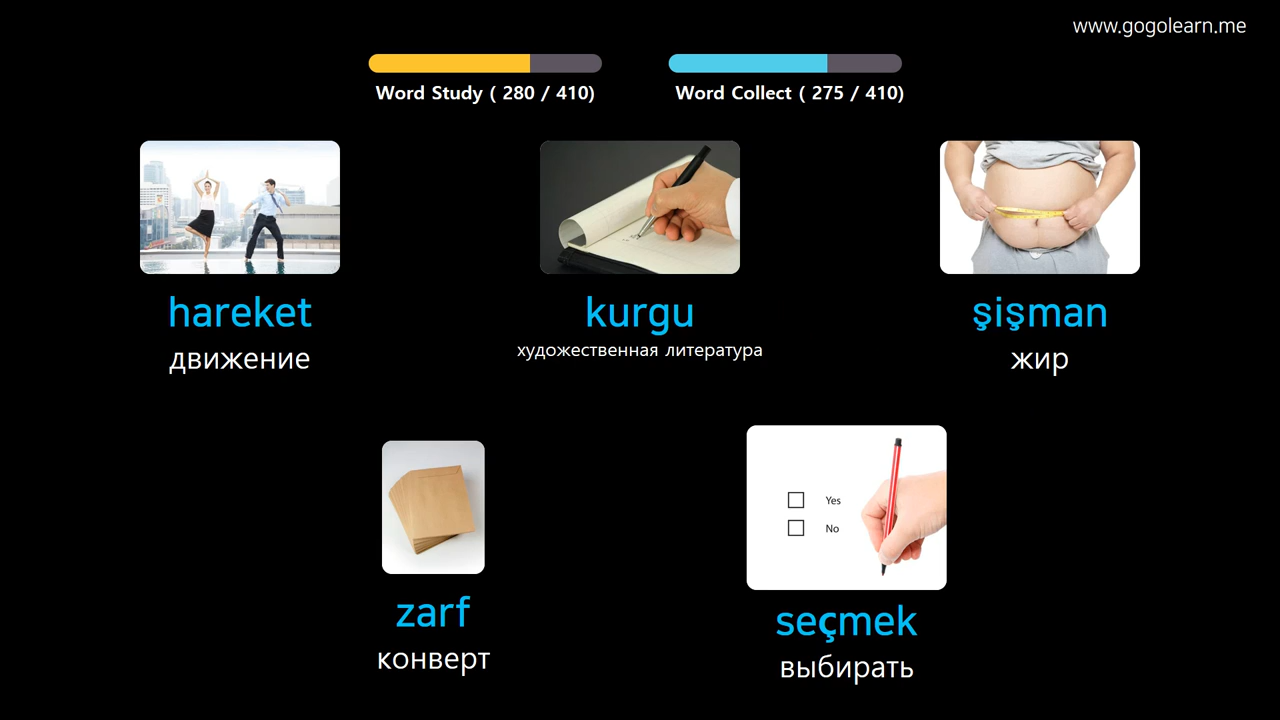 www.gogolearn.me
Word Study ( 280 / 410)
Word Collect ( 275 / 410)
hareket
движение
kurgu
художественная литература
şişman
жир
Yes
No
zarf
конверт
seçmek
выбирать